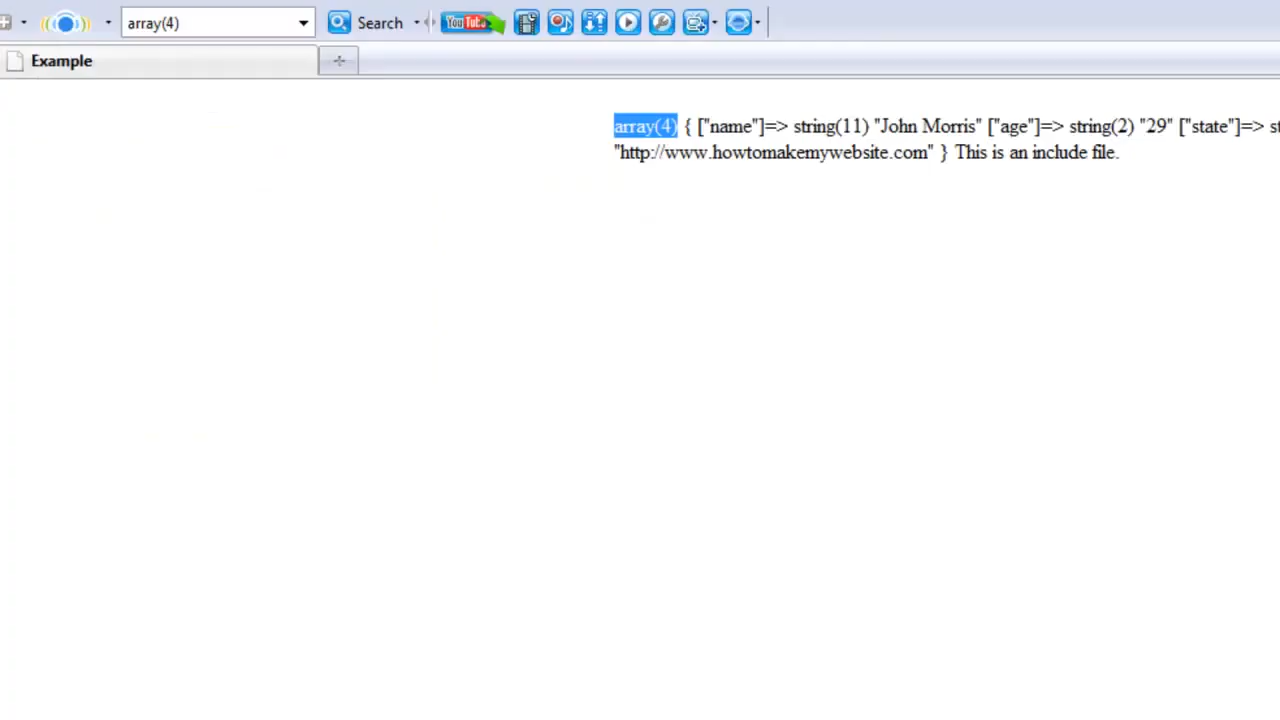 array(4) Search YouTube
Example
array(4) { ["name"]=> string(11) "John Morris" ["age"]=> string(2) "29" ["state"]=>
"http://www.howtomakemywebsite.com" } This is an include file.